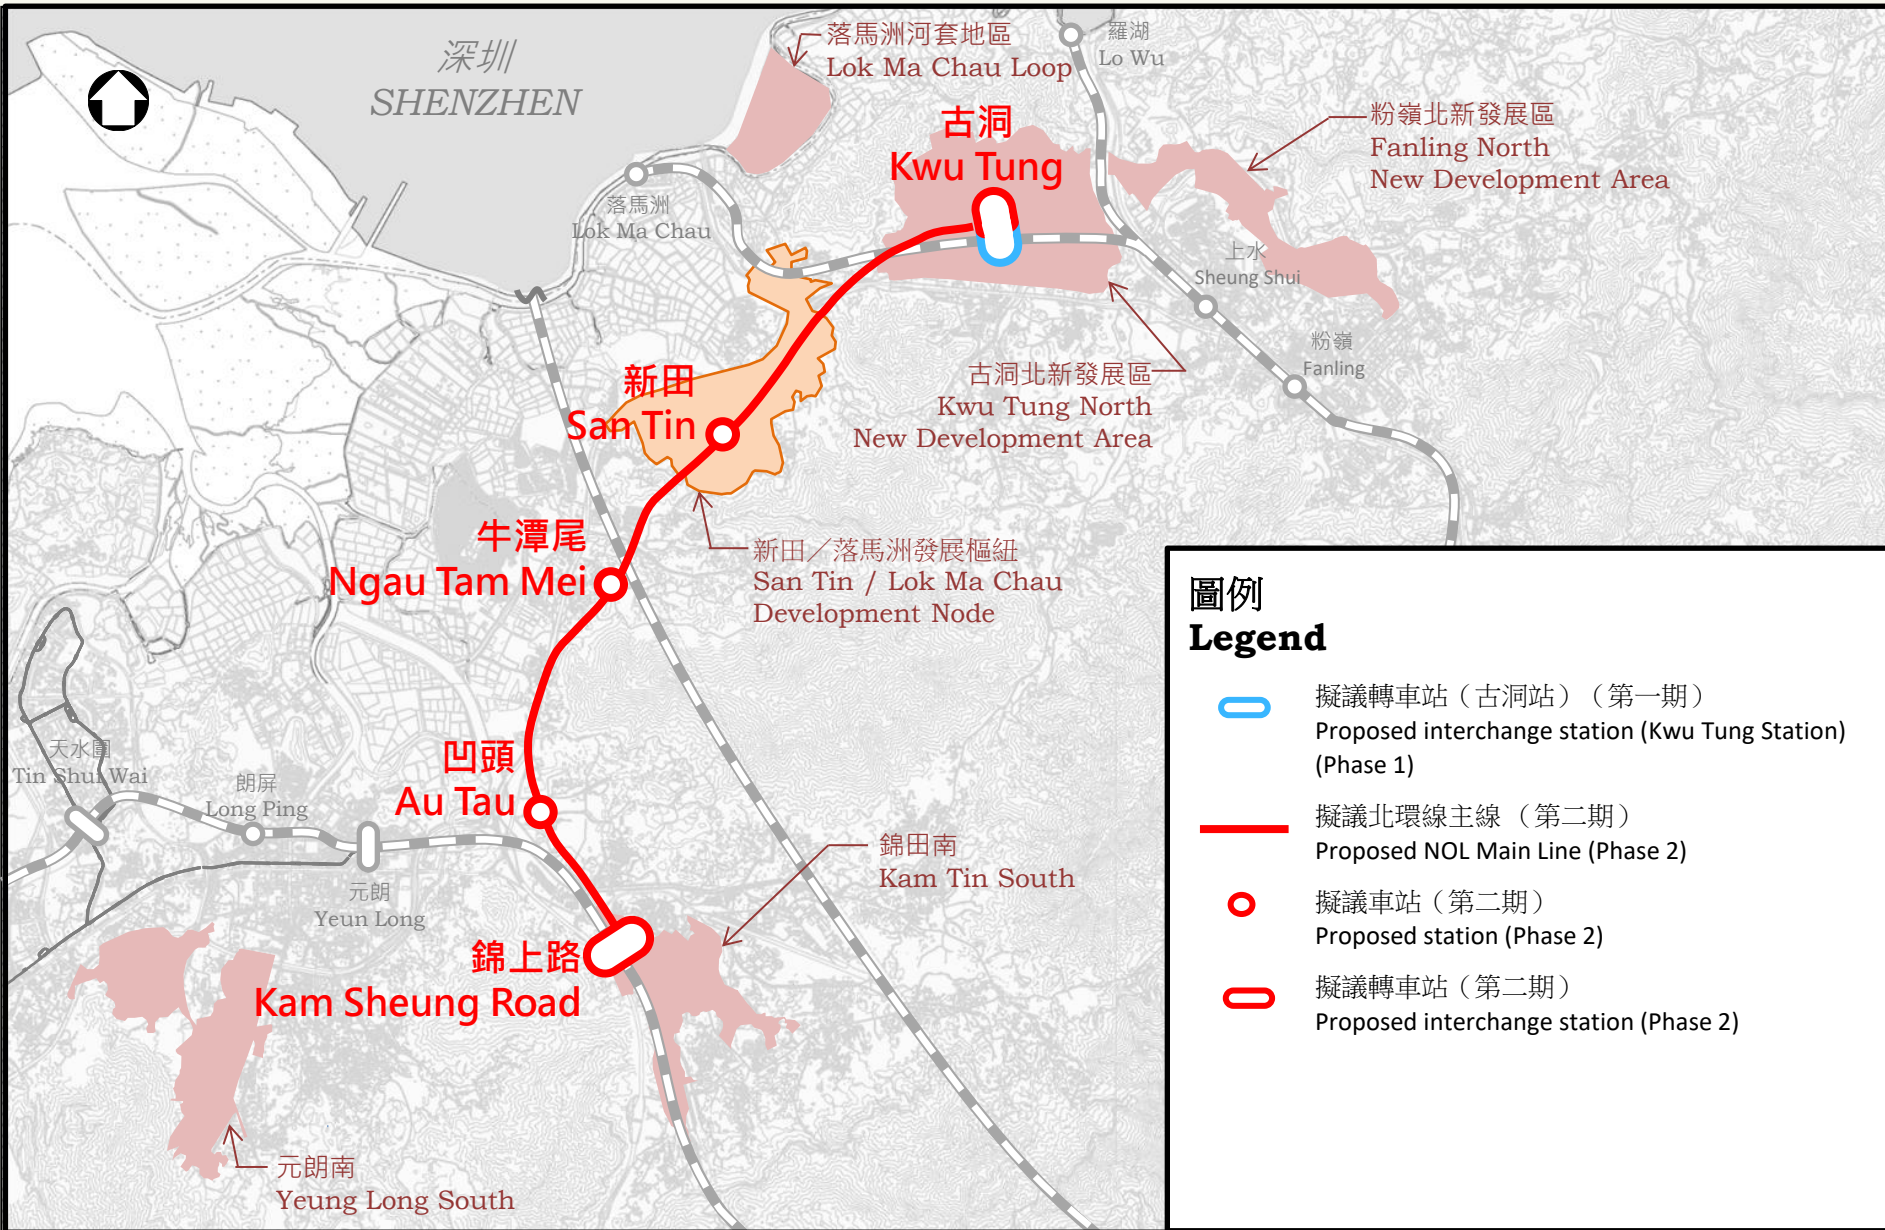 深圳
SHENZHEN
落馬洲河套地區
Lok Ma Chau Loop
羅湖
Lo Wu
古洞
Kwu Tung
粉嶺北新發展區
Fanling North
New Development Area
落馬洲
Lok Ma Chau
上水
Sheung Shui
粉嶺
Fanling
新田
San Tin
古洞北新發展區
Kwu Tung North
New Development Area
牛潭尾
Ngau Tam Mei
新田／落馬洲發展樞紐
San Tin / Lok Ma Chau
Development Node
天水圍
Tin Shui Wai
朗屏
Long Ping
凹頭
Au Tau
元朗
Yeun Long
錦田南
Kam Tin South
錦上路
Kam Sheung Road
元朗南
Yeung Long South
圖例
Legend
擬議轉車站（古洞站）（第一期）
Proposed interchange station (Kwu Tung Station)
(Phase 1)
擬議北環線主線（第二期）
Proposed NOL Main Line (Phase 2)
擬議車站（第二期）
Proposed station (Phase 2)
擬議轉車站（第二期）
Proposed interchange station (Phase 2)